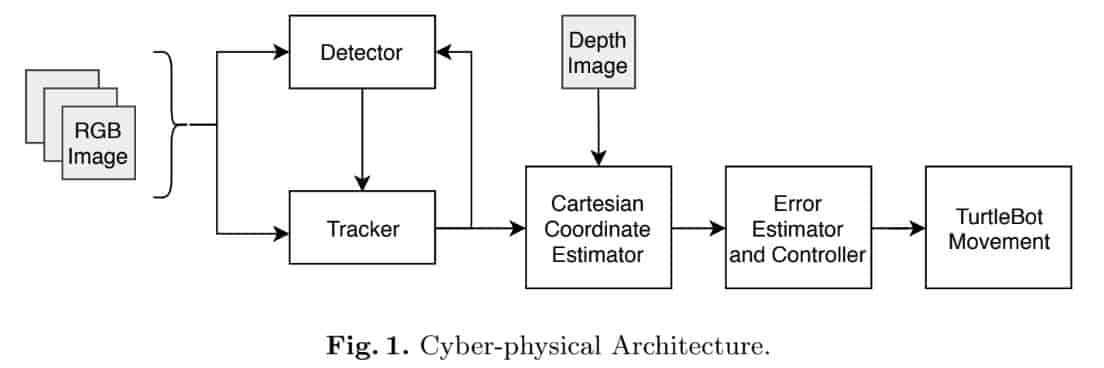 Detector
Depth
Image
RGB
Image
Tracker
Cartesian
Coordinate
Estimator
Error
Estimator
and Controller
TurtleBot
Movement
Fig. 1. Cyber-physical Architecture.